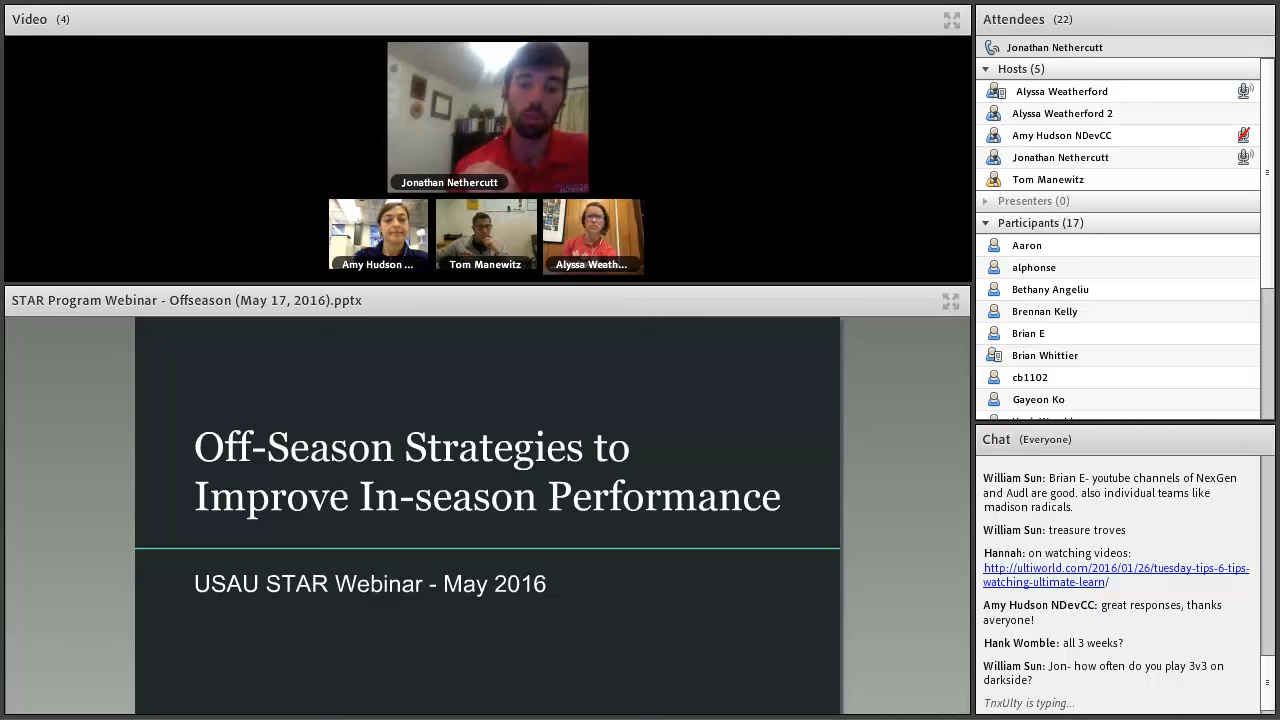 Video (4)
Jonathan Nethercutt
Amy Hudson ...
Tom Manewitz
Alyssa Weath...
STAR Program Webinar - Offseason (May 17, 2016).pptx
Off-Season Strategies to
Improve In-season Performance
USAU STAR Webinar - May 2016
Attendees (22)
Jonathan Nethercutt
Hosts (5)
Alyssa Weatherford
Alyssa Weatherford 2
Amy Hudson NDevCC
Jonathan Nethercutt
Tom Manewitz
Presenters (0)
Participants (17)
Aaron
alphonse
Bethany Angeliu
Brennan Kelly
Brian E
Brian Whittier
cb1102
Gayeon Ko
Chat (Everyone)
William Sun: Brian E- youtube channels of NexGen
and Audl are good. also individual teams like
madison radicals.
William Sun: treasure troves
Hannah: on watching videos:
http://ultiworld.com/2016/01/26/tuesday-tips-6-tips-
watching-ultimate-learn/
Amy Hudson NDevCC: great responses, thanks
averyone!
Hank Womble: all 3 weeks?
William Sun: Jon- how often do you play 3v3 on
darkside?
TnxUlty is typing...